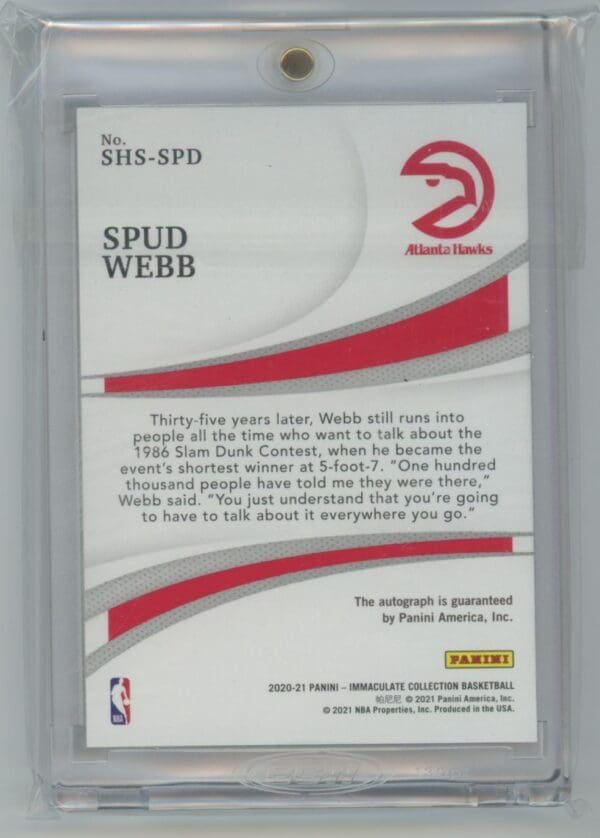 No.
SHS-SPD
SPUD
WEBB
Atlanta Hawks
Thirty-five years later, Webb still runs into
people all the time who want to talk about the
1986 Slam Dunk Contest, when he became the
event's shortest winner at 5-foot-7. "One hundred
thousand people have told me they were there,"
Webb said. "You just understand that you're going
to have to talk about it everywhere you go."
The autograph is guaranteed
by Panini America, Inc.
PANINI
2020-21 PANINI – IMMACULATE COLLECTION BASKETBALL
帕尼尼 © 2021 Panini America, Inc.
© 2021 NBA Properties, Inc. Produced in the USA.
NBA